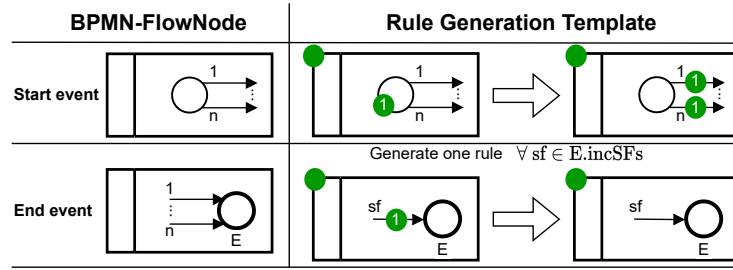 BPMN-FlowNode Rule Generation Template
Start event
1
⋮
n
1
1
⋮
n
1 1
⋮
n 1
Generate one rule ∀ sf ∈ E.incSFs
End event
1
⋮
n
E
sf 1
E
sf
E